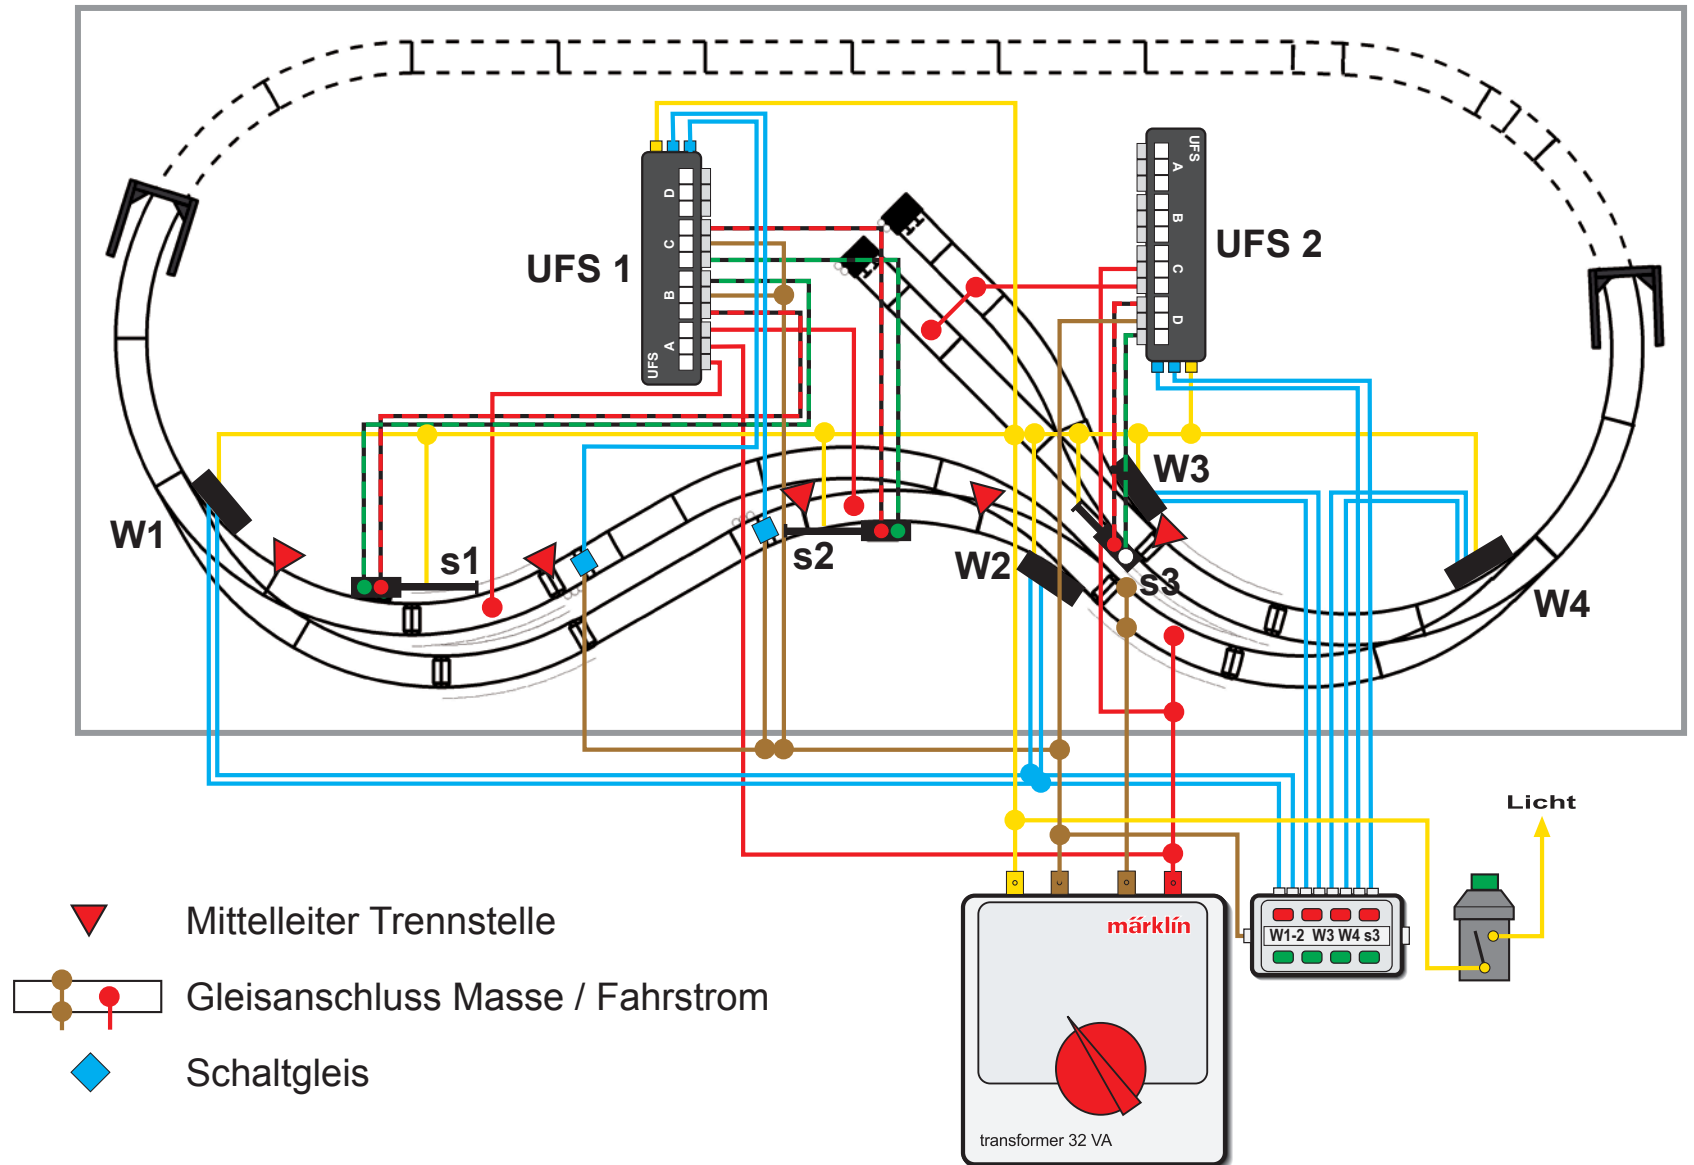 UFS
A
B
C
D
UFS 2
D
C
B
A
UFS
UFS 1
W3
W1
s1
s2
W2
s3
W4
Licht
märklín
W1-2 W3 W4 s3
transformer 32 VA
Mittelleiter Trennstelle
Gleisanschluss Masse / Fahrstrom
Schaltgleis